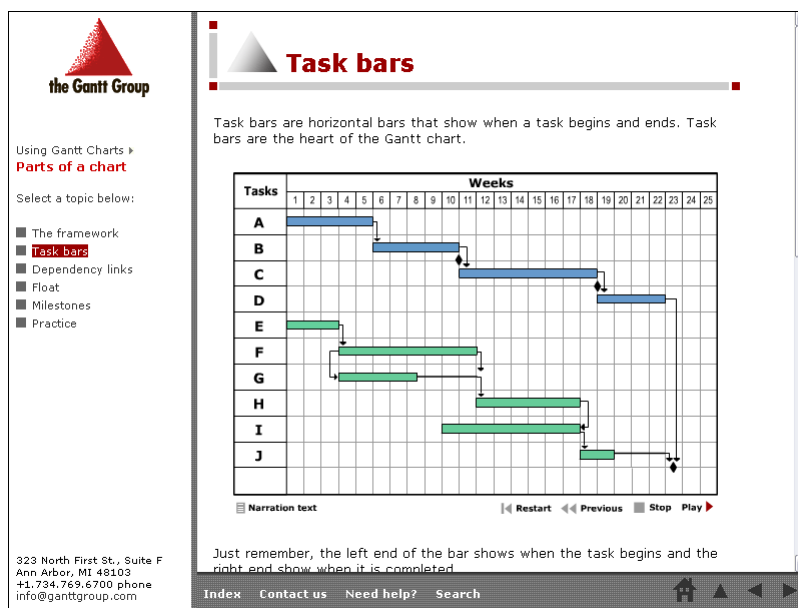 the Gantt Group
Using Gantt Charts
Parts of a chart
Select a topic below:
The framework
Task bars
Dependency links
Float
Milestones
Practice
323 North First St., Suite F
Ann Arbor, MI 48103
+1.734.769.6700 phone
info@ganttgroup.com
Task bars
Task bars are horizontal bars that show when a task begins and ends. Task
bars are the heart of the Gantt chart.
Tasks
Weeks
1 2 3 4 5 6 7 8 9 10 11 12 13 14 15 16 17 18 19 20 21 22 23 24 25
A
B
C
D
E
F
G
H
I
J
Narration text
Restart Previous Stop Play
Just remember, the left end of the bar shows when the task begins and the
right end show when it is completed
Index Contact us Need help? Search